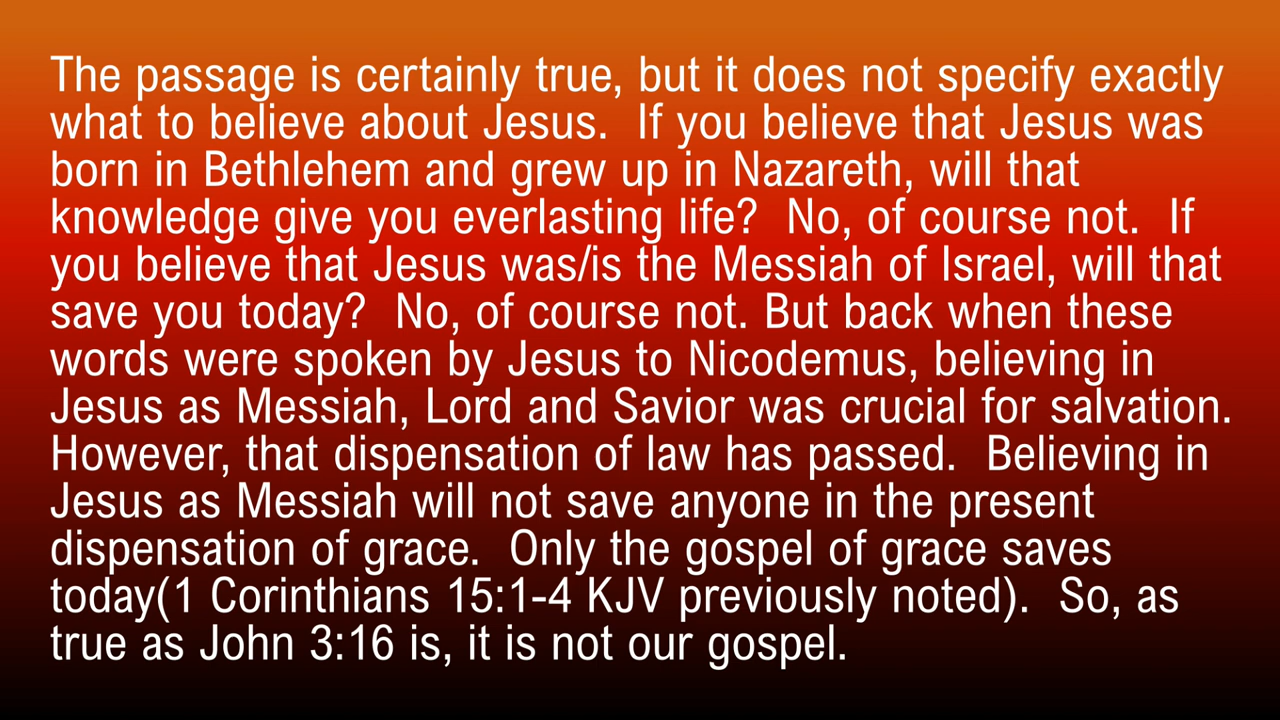 The passage is certainly true, but it does not specify exactly
what to believe about Jesus.  If you believe that Jesus was
born in Bethlehem and grew up in Nazareth, will that
knowledge give you everlasting life?  No, of course not.  If
you believe that Jesus was/is the Messiah of Israel, will that
save you today?  No, of course not. But back when these
words were spoken by Jesus to Nicodemus, believing in
Jesus as Messiah, Lord and Savior was crucial for salvation.
However, that dispensation of law has passed.  Believing in
Jesus as Messiah will not save anyone in the present
dispensation of grace.  Only the gospel of grace saves
today(1 Corinthians 15:1-4 KJV previously noted).  So, as
true as John 3:16 is, it is not our gospel.